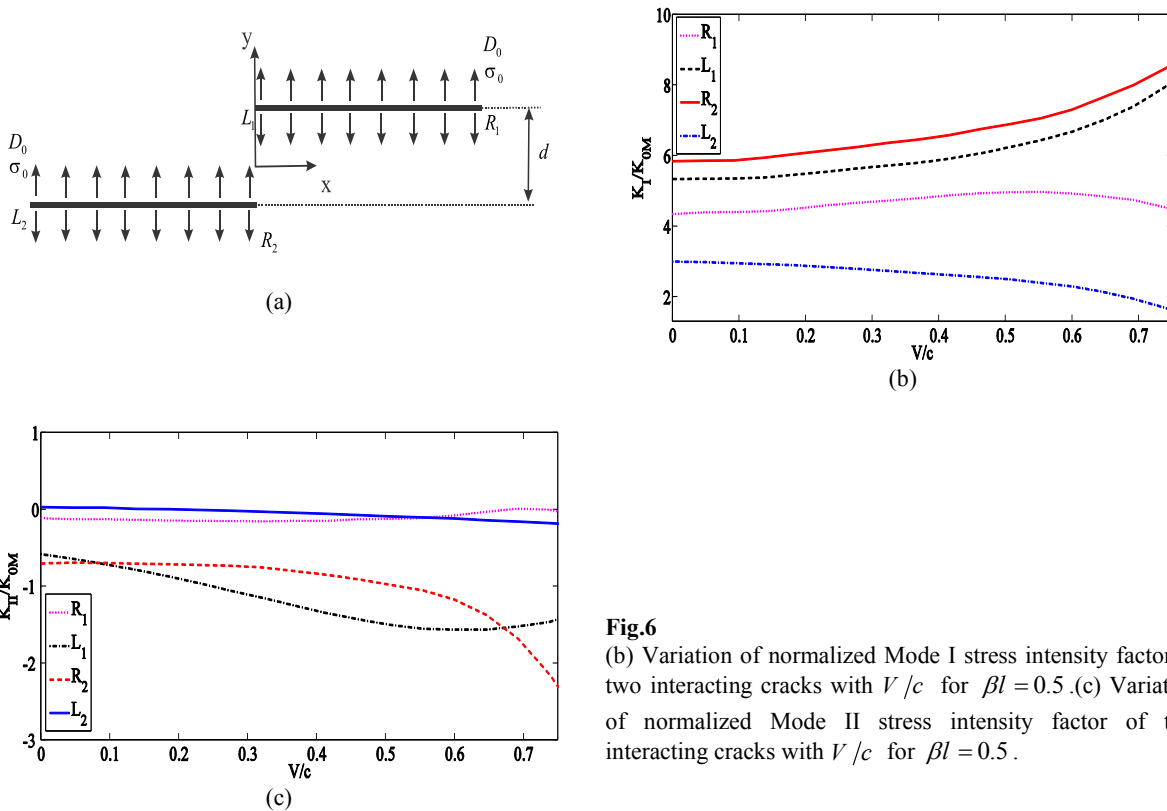 y
D₀
σ₀
L₁
R₁
d
D₀
σ₀
x
L₂
R₂
(a)
10
8
6
4
2
K_I/K_0M
R₁
L₁
R₂
L₂
0 0.1 0.2 0.3 0.4 0.5 0.6 0.7
V/c
(b)
1
0
-1
-2
-3
K_II/K_0M
R₁
L₁
R₂
L₂
0 0.1 0.2 0.3 0.4 0.5 0.6 0.7
V/c
(c)
Fig.6
(b) Variation of normalized Mode I stress intensity factor
two interacting cracks with V/c for βl = 0.5 .(c) Variat
of normalized Mode II stress intensity factor of t
interacting cracks with V/c for βl = 0.5 .